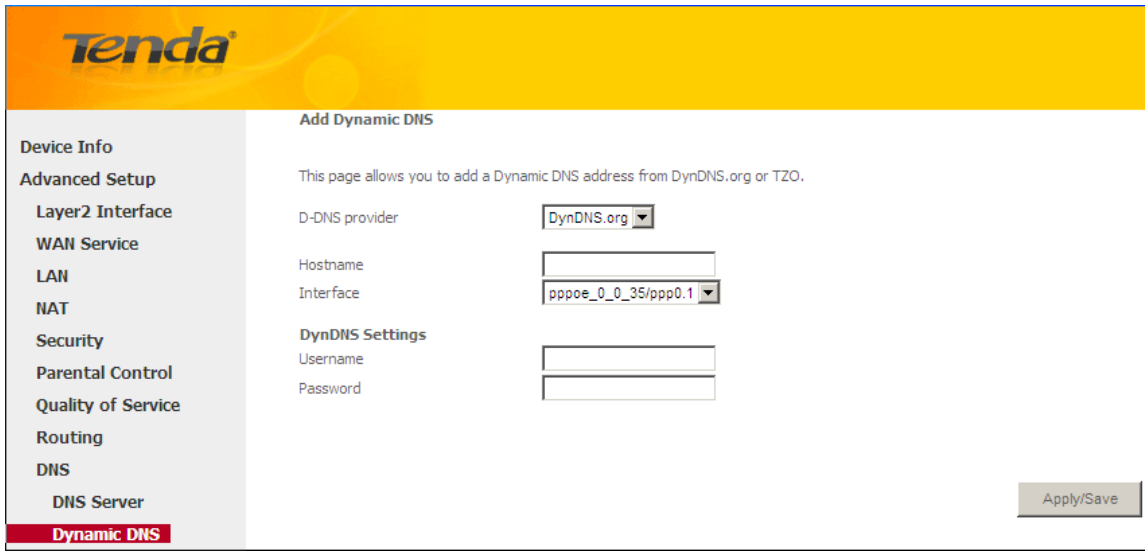 Tenda®
Device Info
Advanced Setup
Layer2 Interface
WAN Service
LAN
NAT
Security
Parental Control
Quality of Service
Routing
DNS
DNS Server
Dynamic DNS
Add Dynamic DNS
This page allows you to add a Dynamic DNS address from DynDNS.org or TZO.
D-DNS provider DynDNS.org
Hostname
Interface pppoe_0_0_35/ppp0.1
DynDNS Settings
Username
Password
Apply/Save